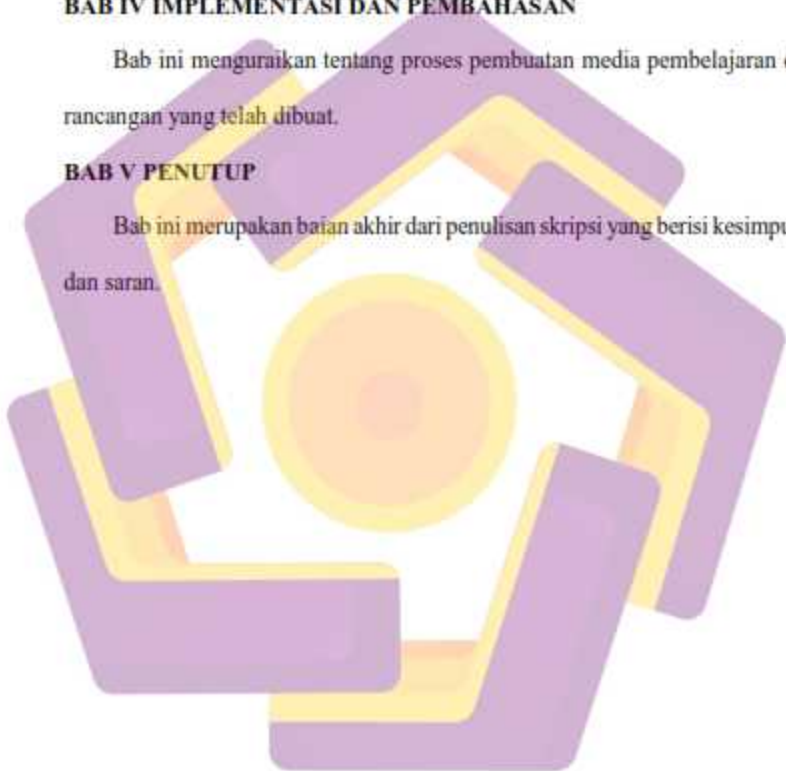 BAB IV IMPLEMENTASI DAN PEMBAHASAN
Bab ini menguraikan tentang proses pembuatan media pembelajaran
rancangan yang telah dibuat.
BAB V PENUTUP
Bab ini merupakan baian akhir dari penulisan skripsi yang berisi kesimpu
dan saran.